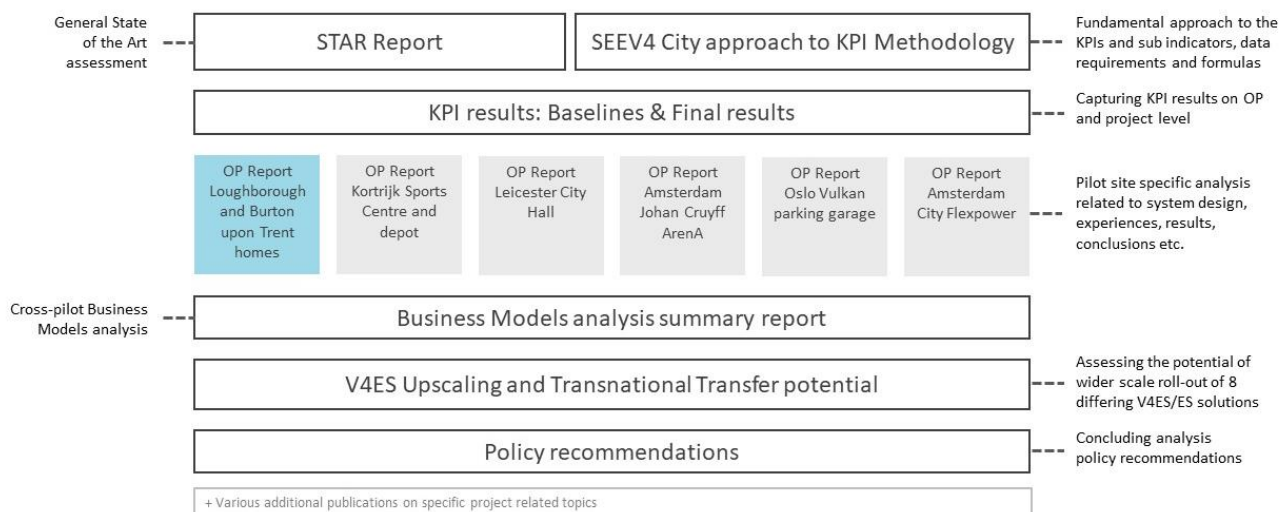 General State
of the Art
assessment
STAR Report
SEEV4 City approach to KPI Methodology
Fundamental approach to the
KPIs and sub indicators, data
requirements and formulas
KPI results: Baselines & Final results
Capturing KPI results on OP
and project level
OP Report
Loughborough
and Burton
upon Trent
homes
OP Report
Kortrijk Sports
Centre and
depot
OP Report
Leicester City
Hall
OP Report
Amsterdam
Johan Cruyff
ArenA
OP Report
Oslo Vulkan
parking garage
OP Report
Amsterdam
City Flexpower
Pilot site specific analysis
related to system design,
experiences, results,
conclusions etc.
Cross-pilot Business
Models analysis
Business Models analysis summary report
V4ES Upscaling and Transnational Transfer potential
Assessing the potential of
wider scale roll-out of 8
differing V4ES/ES solutions
Policy recommendations
Concluding analysis
policy recommendations
+ Various additional publications on specific project related topics